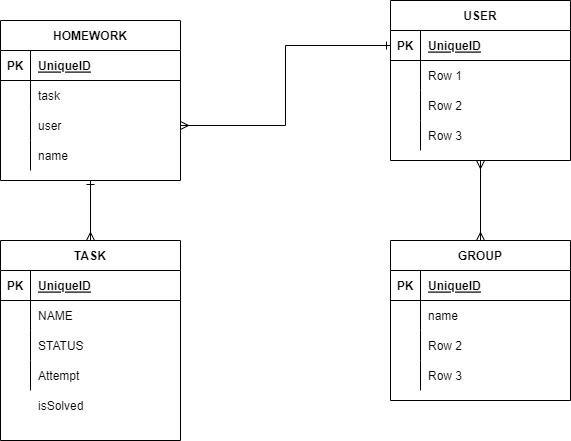 HOMEWORK
PK UniqueID
task
user
name
USER
PK UniqueID
Row 1
Row 2
Row 3
TASK
PK UniqueID
NAME
STATUS
Attempt
isSolved
GROUP
PK UniqueID
name
Row 2
Row 3